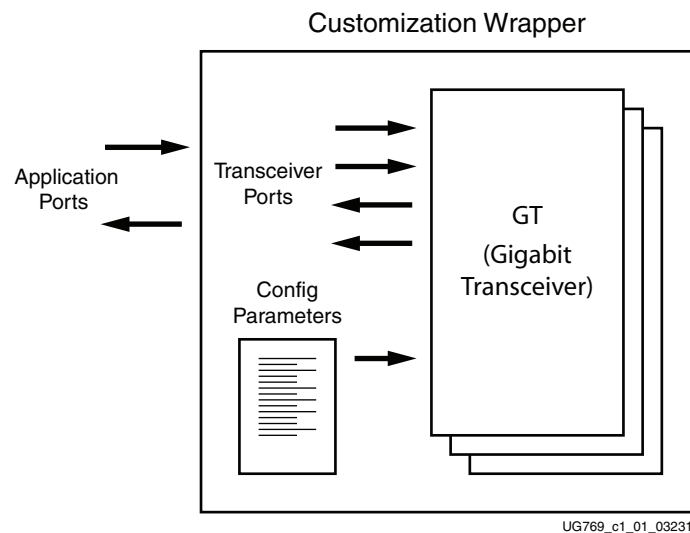 Customization Wrapper
Application
Ports
Transceiver
Ports
GT
(Gigabit
Transceiver)
Config
Parameters
UG769_c1_01_03231